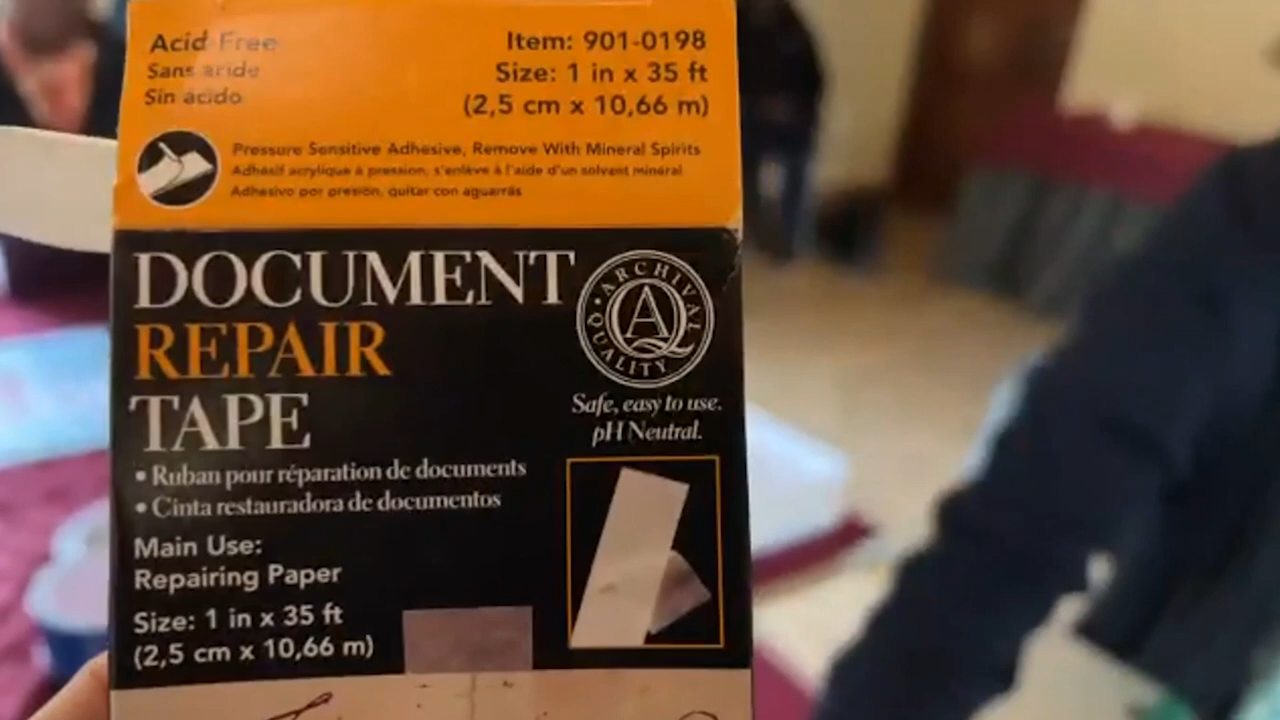 Acid Free
Sans acide
Sin acido
Item: 901-0198
Size: 1 in x 35 ft
(2,5 cm x 10,66 m)
Pressure Sensitive Adhesive, Remove With Mineral Spirits
Adhésif acrylique à pression, s'enlève à l'aide d'un solvant minéral
Adhesivo por presión, quitar con aguarrás
DOCUMENT
REPAIR
TAPE
ARCHIVAL
AQ
QUALITY
Safe, easy to use.
pH Neutral.
• Ruban pour réparation de documents
• Cinta restauradora de documentos
Main Use:
Repairing Paper
Size: 1 in x 35 ft
(2,5 cm x 10,66 m)